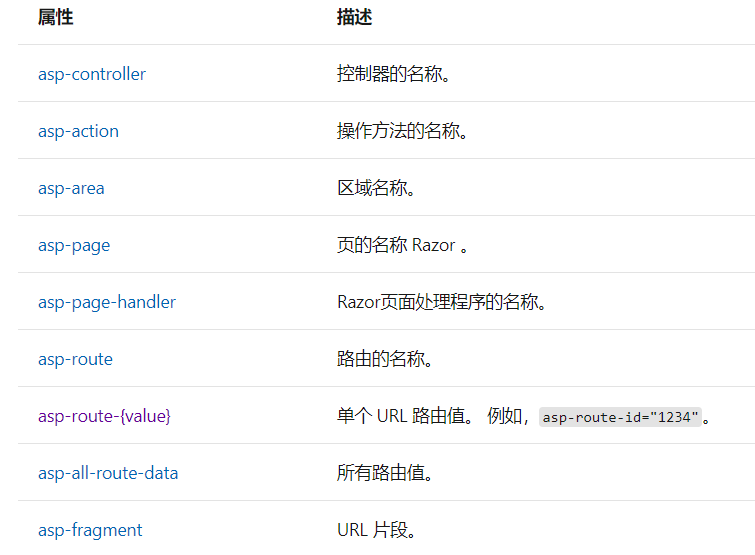 属性 描述
asp-controller 控制器的名称。
asp-action 操作方法的名称。
asp-area 区域名称。
asp-page 页的名称 Razor 。
asp-page-handler Razor页面处理程序的名称。
asp-route 路由的名称。
asp-route-{value} 单个 URL 路由值。 例如，asp-route-id="1234"。
asp-all-route-data 所有路由值。
asp-fragment URL 片段。